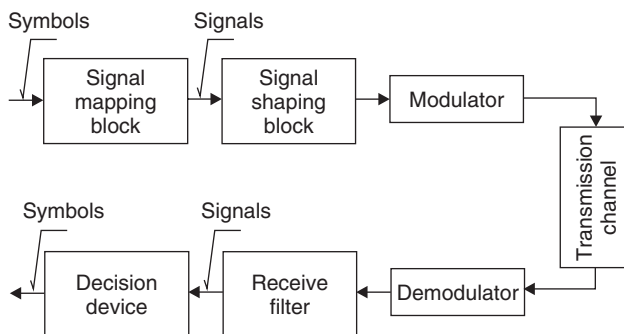 Symbols
Signals
Signal
mapping
block
Signal
shaping
block
Modulator
Transmission
channel
Symbols
Signals
Decision
device
Receive
filter
Demodulator